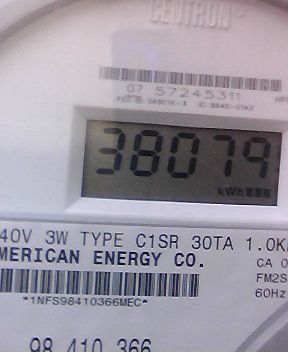 CENTRON®
07 57245311
38079
kWh
40V 3W TYPE C1SR 30TA 1.0K
MERICAN ENERGY CO.
CA 0
FM2S
60Hz
*1NFS98410366MEC*
98 410 366